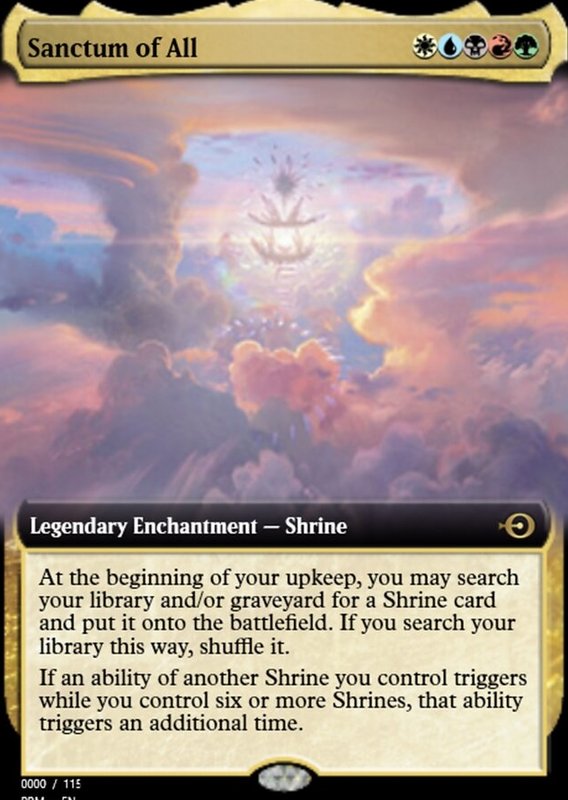 Sanctum of All
Legendary Enchantment — Shrine
At the beginning of your upkeep, you may search
your library and/or graveyard for a Shrine card
and put it onto the battlefield. If you search your
library this way, shuffle it.
If an ability of another Shrine you control triggers
while you control six or more Shrines, that ability
triggers an additional time.
0000 / 115